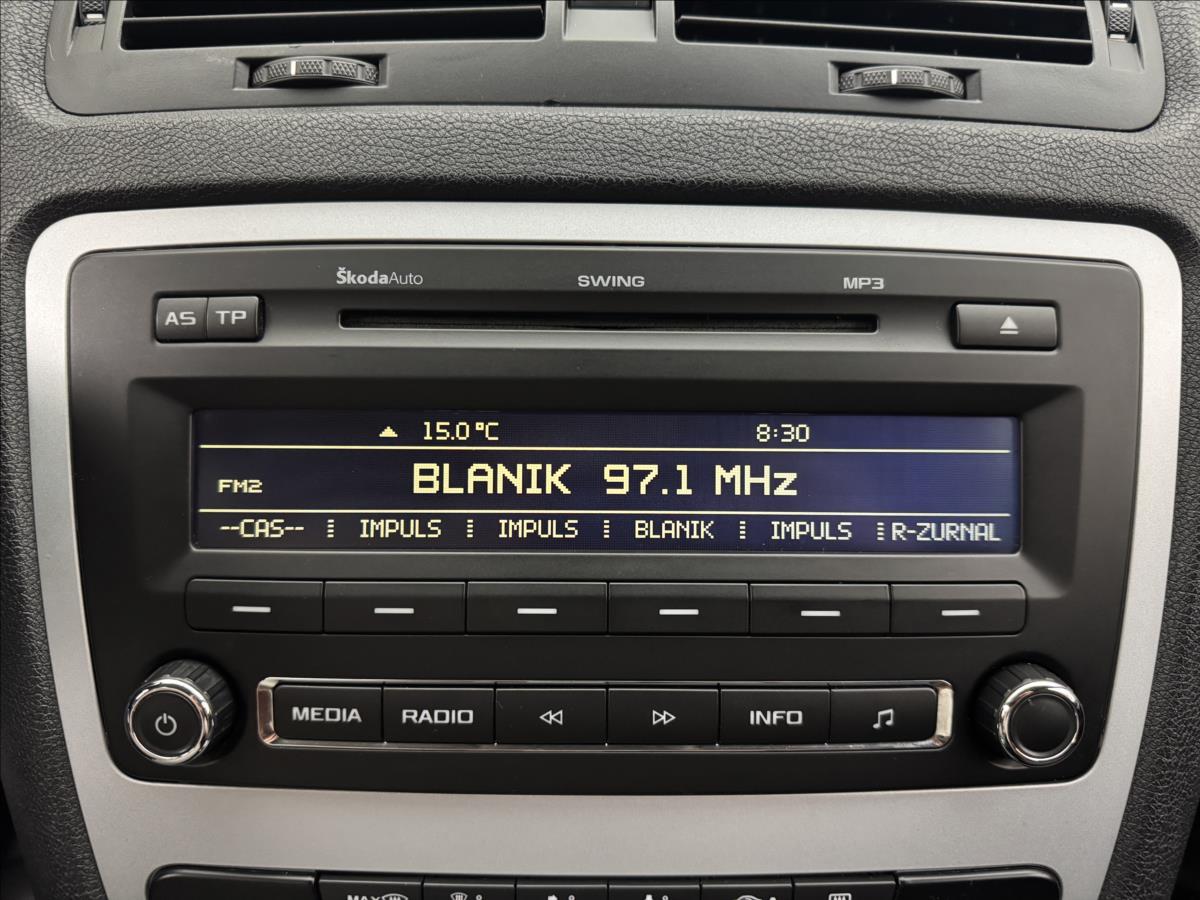 ŠkodaAuto SWING MP3
AS TP
15.0 °C 8:30
FM2 BLANIK 97.1 MHz
--CAS-- IMPULS IMPULS BLANIK IMPULS R-ZURNAL
MEDIA RADIO INFO
MAX